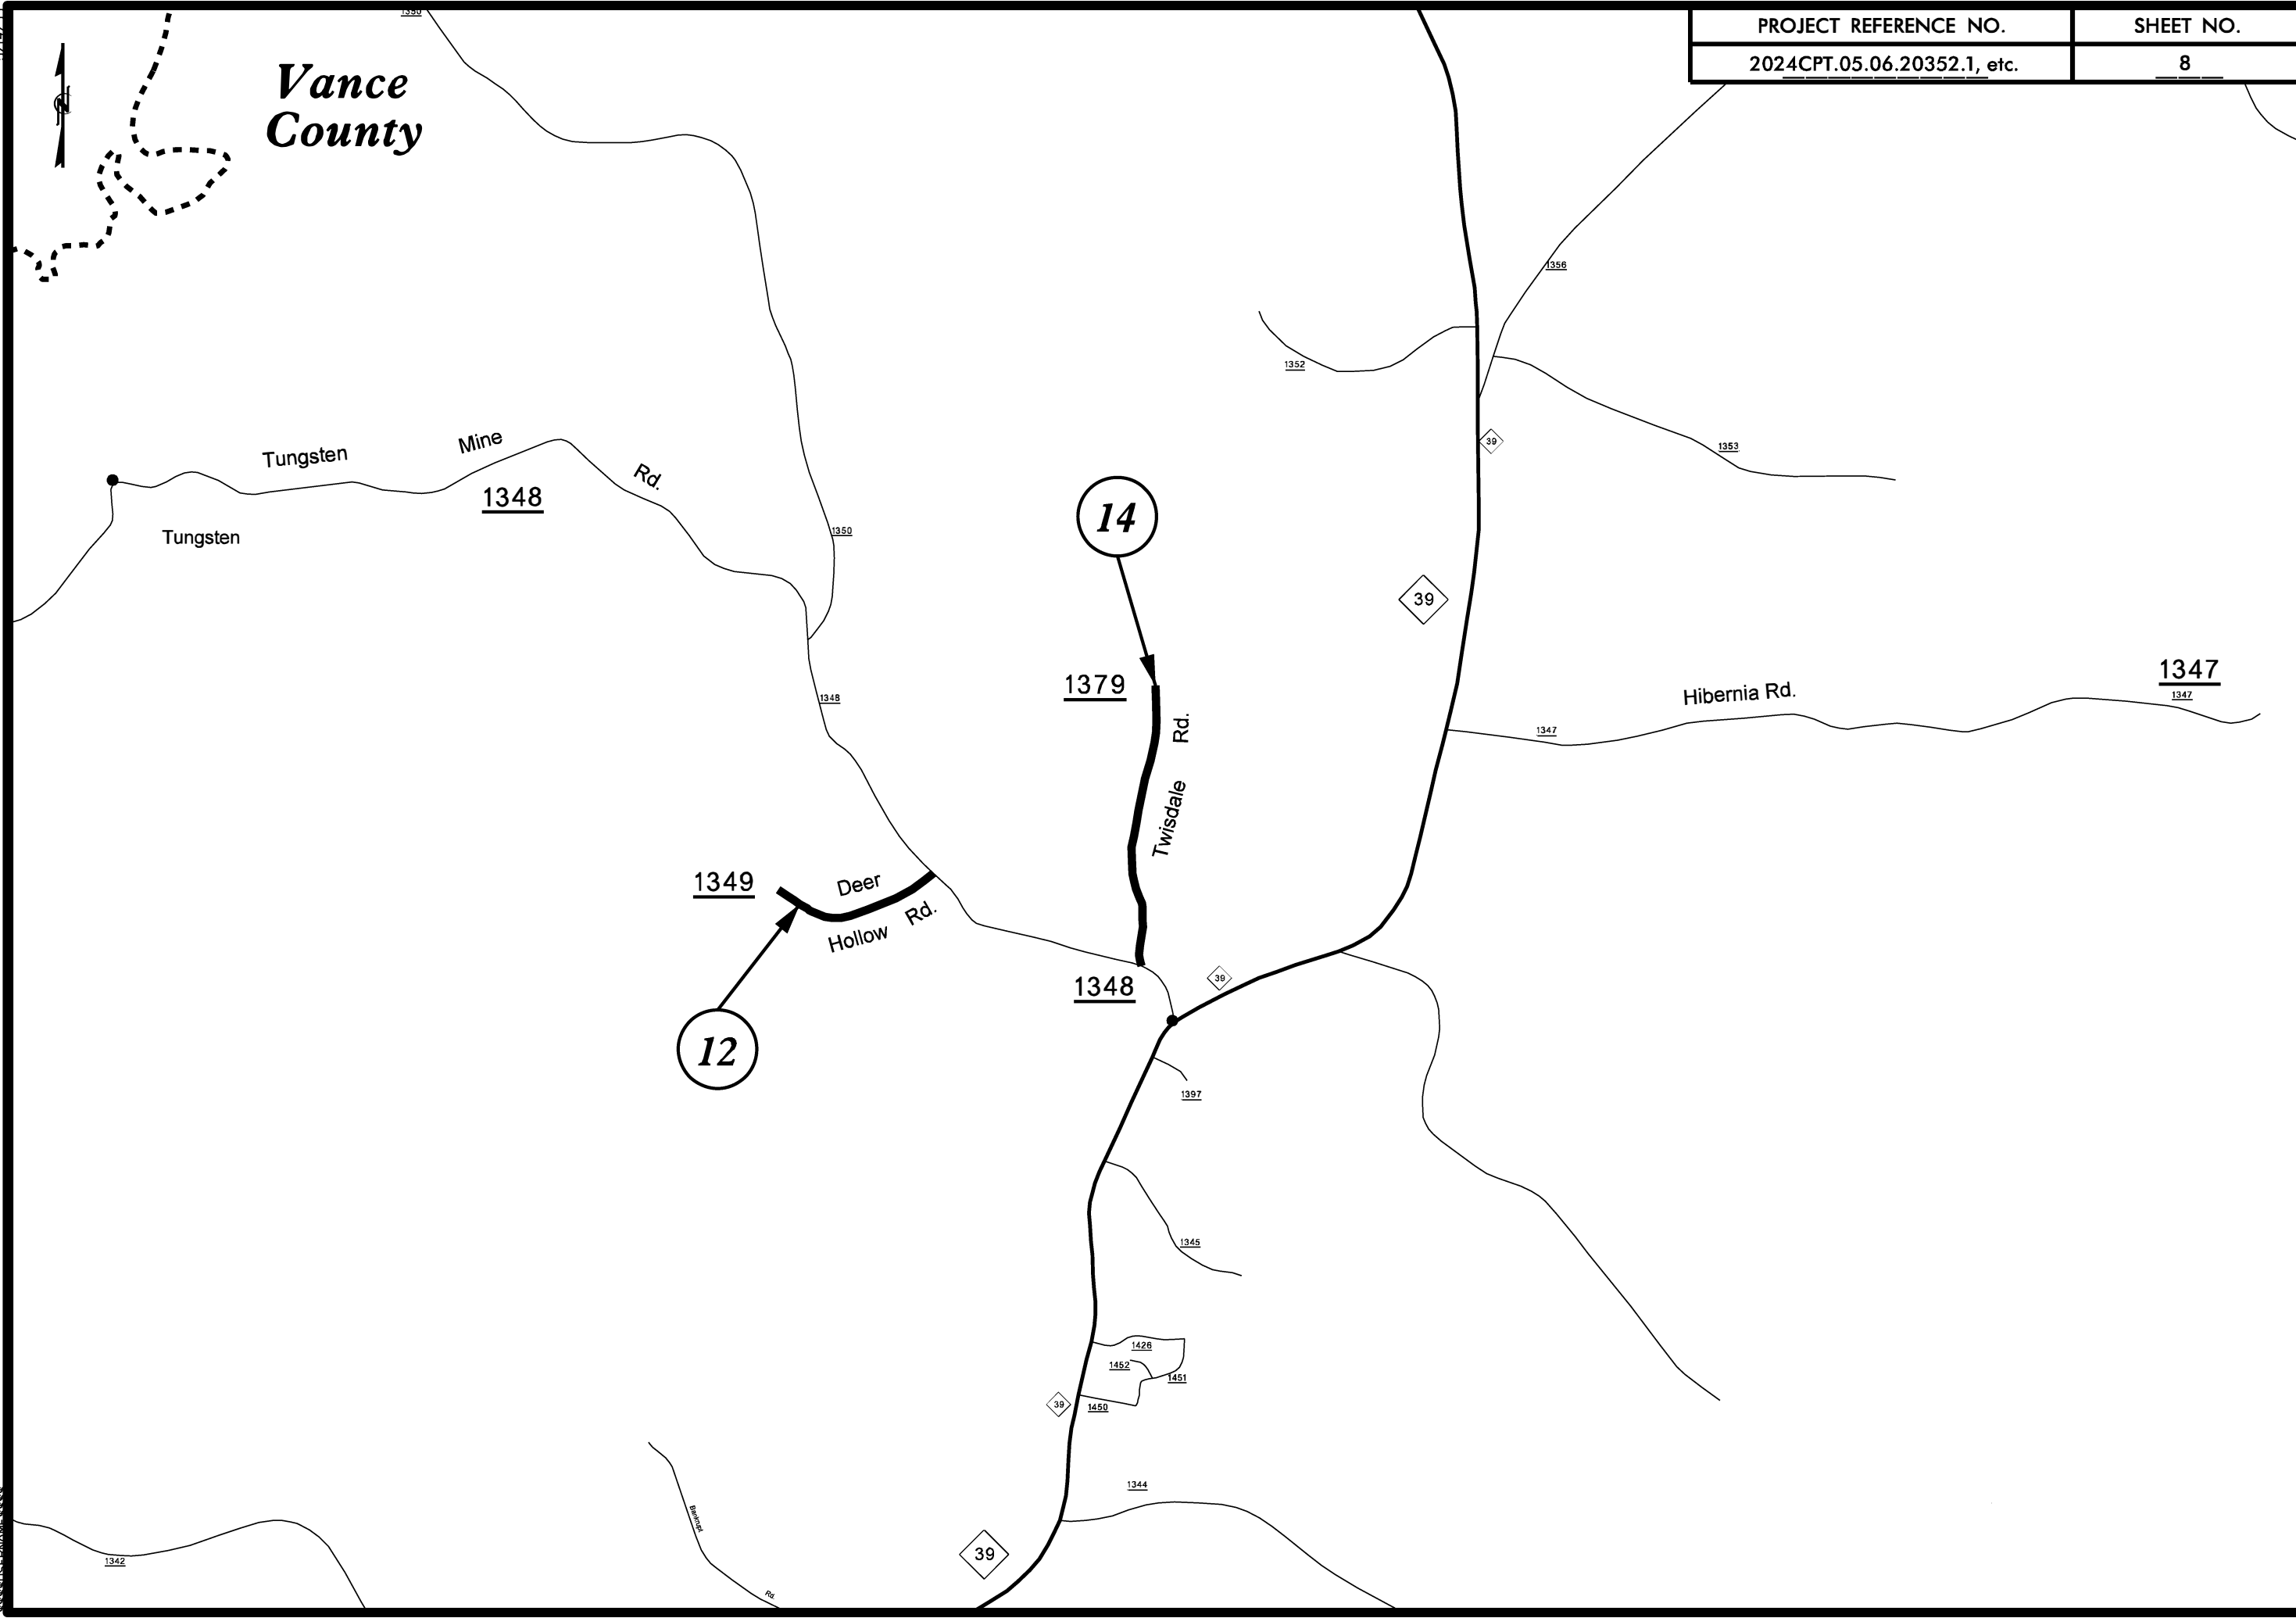 PROJECT REFERENCE NO.
SHEET NO.
2024CPT.05.06.20352.1, etc.
8
1350
N
Vance
County
1356
1352
39
1353
Tungsten Mine Rd.
1348
Tungsten
1350
14
39
1379
1348
Twisdale Rd.
Hibernia Rd.
1347
1347
1347
1349
Deer
Hollow Rd.
1348
39
12
1397
1345
1426
1452
1451
39
1450
1344
Bankrupt
Rd.
39
1342